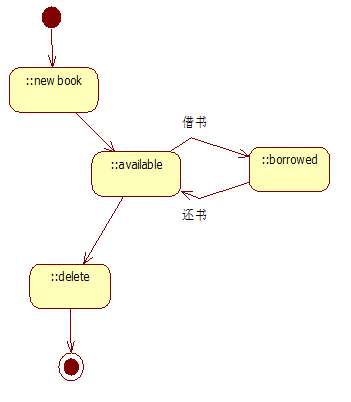 ::new book
借书
::available
::borrowed
还书
::delete